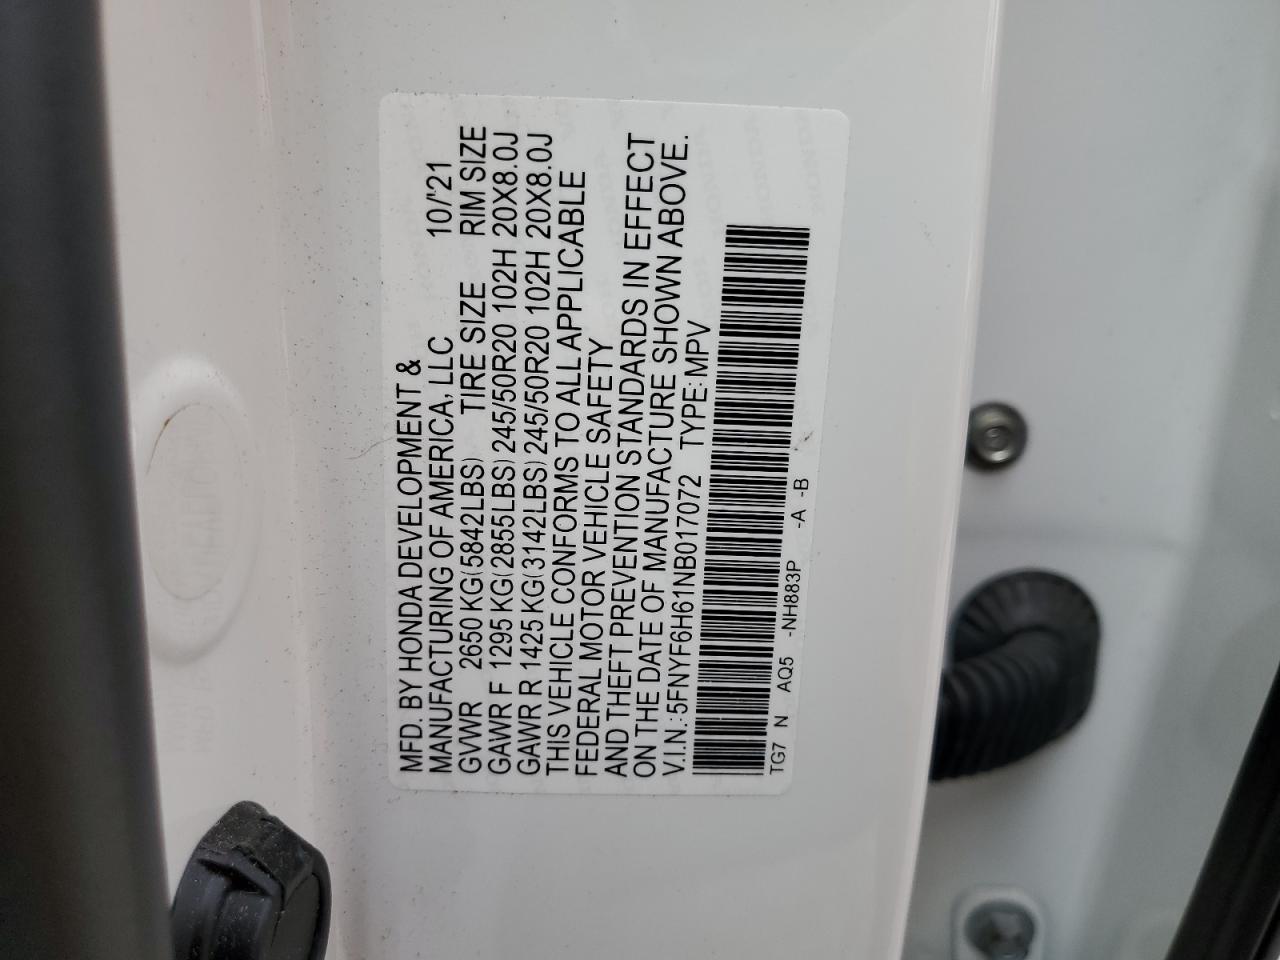 MFD. BY HONDA DEVELOPMENT &
MANUFACTURING OF AMERICA, LLC 10/'21
GVWR 2650 KG(5842LBS) TIRE SIZE RIM SIZE
GAWR F 1295 KG(2855LBS) 245/50R20 102H 20X8.0J
GAWR R 1425 KG(3142LBS) 245/50R20 102H 20X8.0J
THIS VEHICLE CONFORMS TO ALL APPLICABLE
FEDERAL MOTOR VEHICLE SAFETY
AND THEFT PREVENTION STANDARDS IN EFFECT
ON THE DATE OF MANUFACTURE SHOWN ABOVE.
V.I.N.:5FNYF6H61NB017072 TYPE:MPV
TG7 N AQ5 -NH883P -A -B